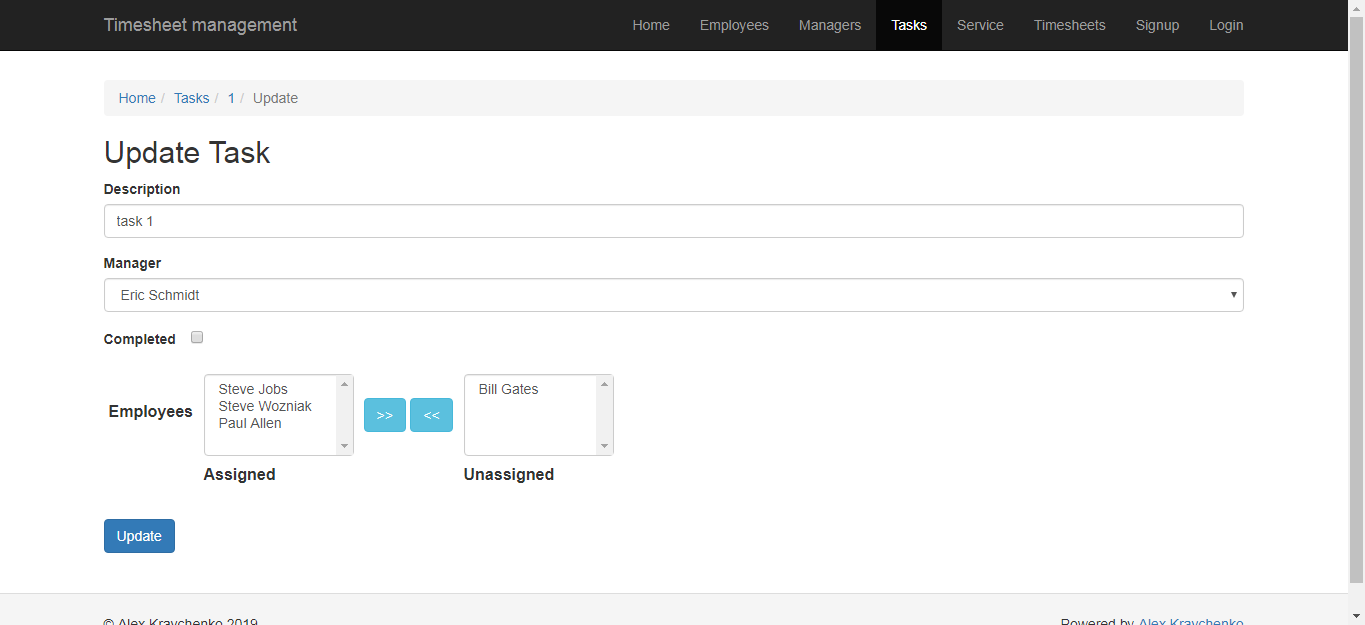 Timesheet management Home Employees Managers Tasks Service Timesheets Signup Login
Home / Tasks / 1 / Update
Update Task
Description
task 1
Manager
Eric Schmidt
Completed
Employees
Steve Jobs
Steve Wozniak
Paul Allen
>> <<
Bill Gates
Assigned Unassigned
Update
© Alex Kravchenko 2019 Powered by Alex Kravchenko